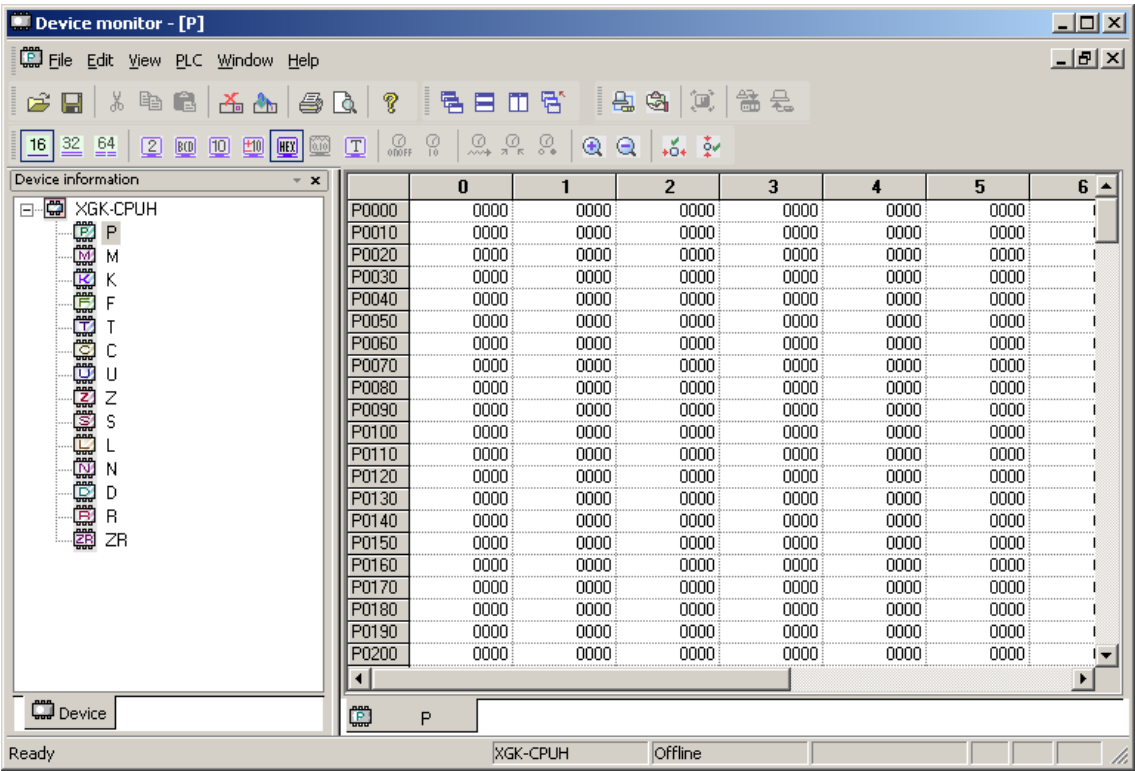 Device monitor - [P]
File Edit View PLC Window Help
16 32 64 2 BCD 10 ±10 HEX T
Device information
XGK-CPUH
P
M
K
F
T
C
U
Z
S
L
N
D
R
ZR
Device
0 1 2 3 4 5 6
P0000 0000 0000 0000 0000 0000 0000
P0010 0000 0000 0000 0000 0000 0000
P0020 0000 0000 0000 0000 0000 0000
P0030 0000 0000 0000 0000 0000 0000
P0040 0000 0000 0000 0000 0000 0000
P0050 0000 0000 0000 0000 0000 0000
P0060 0000 0000 0000 0000 0000 0000
P0070 0000 0000 0000 0000 0000 0000
P0080 0000 0000 0000 0000 0000 0000
P0090 0000 0000 0000 0000 0000 0000
P0100 0000 0000 0000 0000 0000 0000
P0110 0000 0000 0000 0000 0000 0000
P0120 0000 0000 0000 0000 0000 0000
P0130 0000 0000 0000 0000 0000 0000
P0140 0000 0000 0000 0000 0000 0000
P0150 0000 0000 0000 0000 0000 0000
P0160 0000 0000 0000 0000 0000 0000
P0170 0000 0000 0000 0000 0000 0000
P0180 0000 0000 0000 0000 0000 0000
P0190 0000 0000 0000 0000 0000 0000
P0200 0000 0000 0000 0000 0000 0000
P
Ready XGK-CPUH Offline